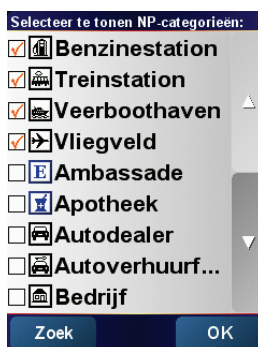 Selecteer te tonen NP-categorieën:
Benzinestation
Treinstation
Veerboothaven
Vliegveld
E Ambassade
Apotheek
Autodealer
Autoverhuurf...
Bedrijf
Zoek OK